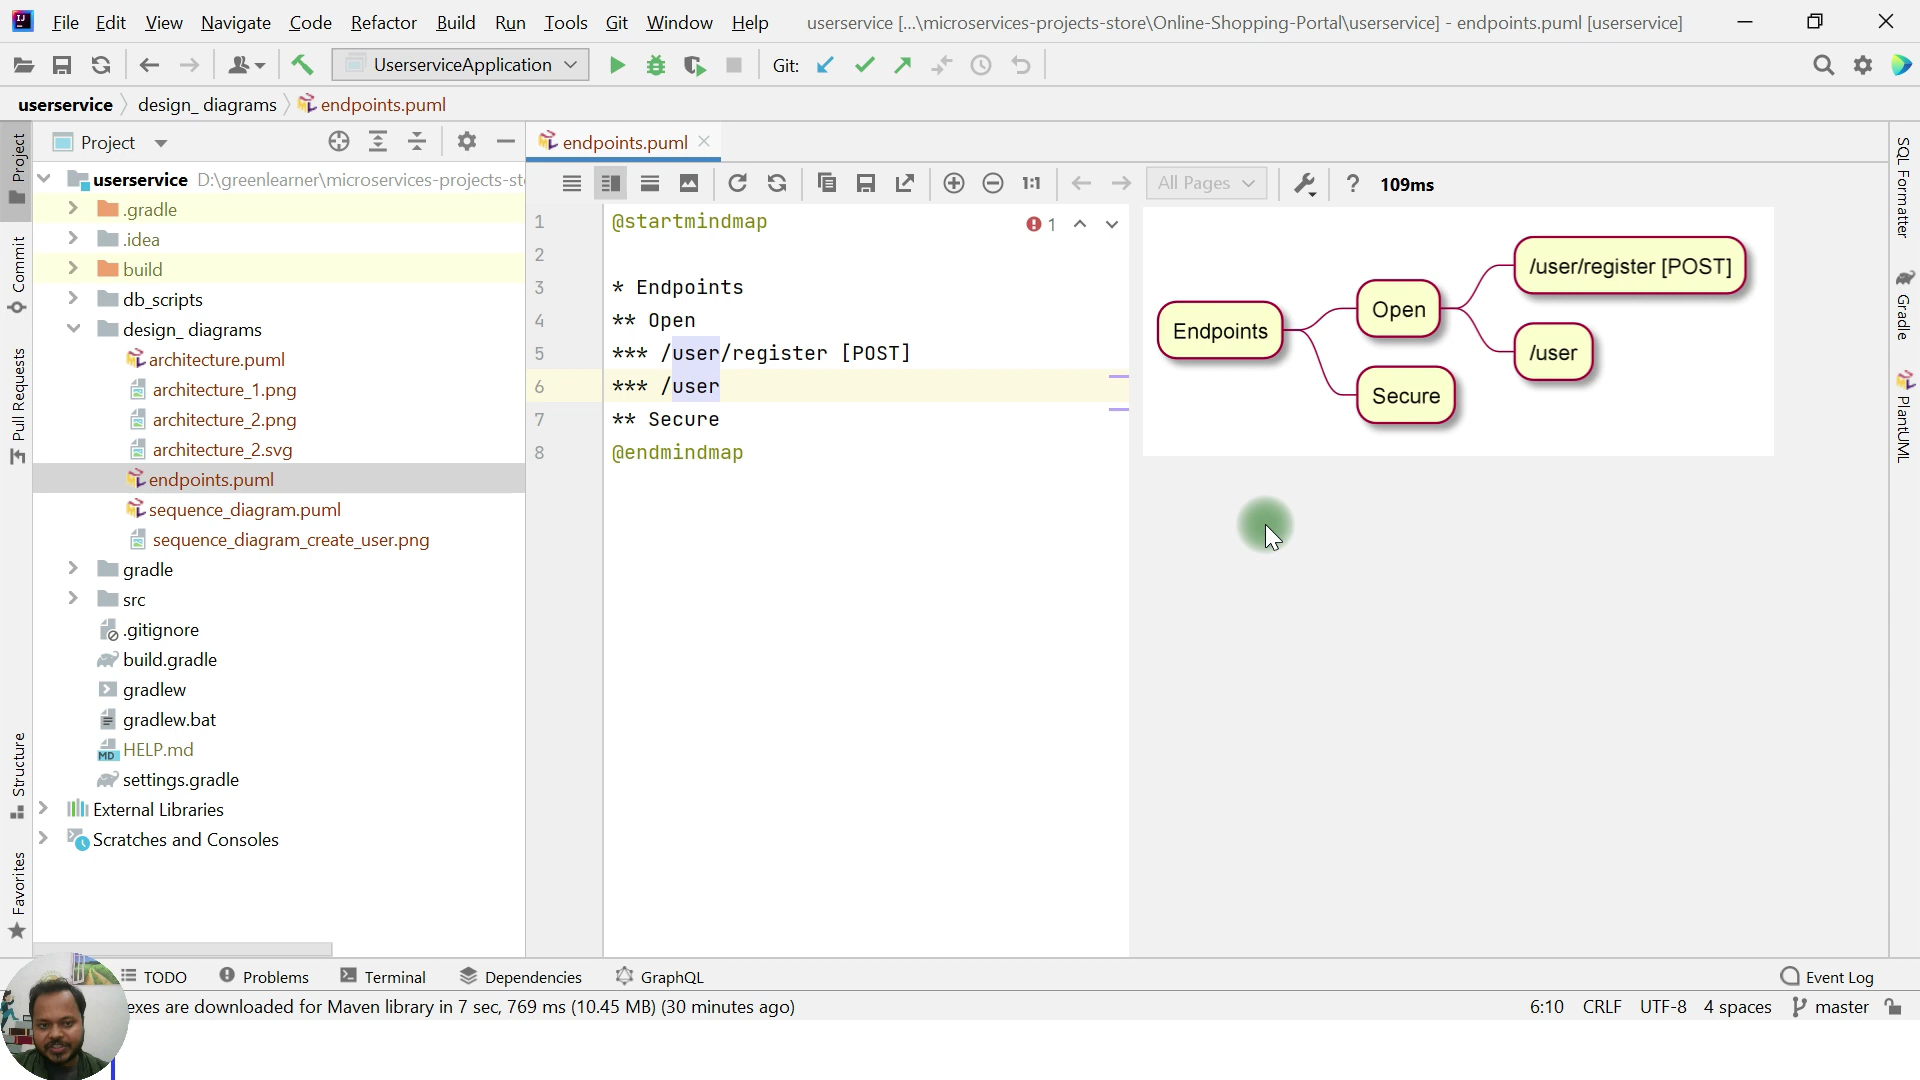 File Edit View Navigate Code Refactor Build Run Tools Git Window Help userservice [...\microservices-projects-store\Online-Shopping-Portal\userservice] - endpoints.puml [userservice]
UserserviceApplication Git:
userservice design_ diagrams endpoints.puml
Project
endpoints.puml
userservice D:\greenlearner\microservices-projects-st
.gradle
.idea
build
db_scripts
design_ diagrams
architecture.puml
architecture_1.png
architecture_2.png
architecture_2.svg
endpoints.puml
sequence_diagram.puml
sequence_diagram_create_user.png
gradle
src
.gitignore
build.gradle
gradlew
gradlew.bat
HELP.md
settings.gradle
External Libraries
Scratches and Consoles
Project
Commit
Pull Requests
Structure
Favorites
1:1 All Pages ? 109ms
1 @startmindmap
2
3 * Endpoints
4 ** Open
5 *** /user/register [POST]
6 *** /user
7 ** Secure
8 @endmindmap
1
Endpoints
Open
/user/register [POST]
/user
Secure
SQL Formatter
Gradle
PlantUML
TODO Problems Terminal Dependencies GraphQL Event Log
exes are downloaded for Maven library in 7 sec, 769 ms (10.45 MB) (30 minutes ago) 6:10 CRLF UTF-8 4 spaces master